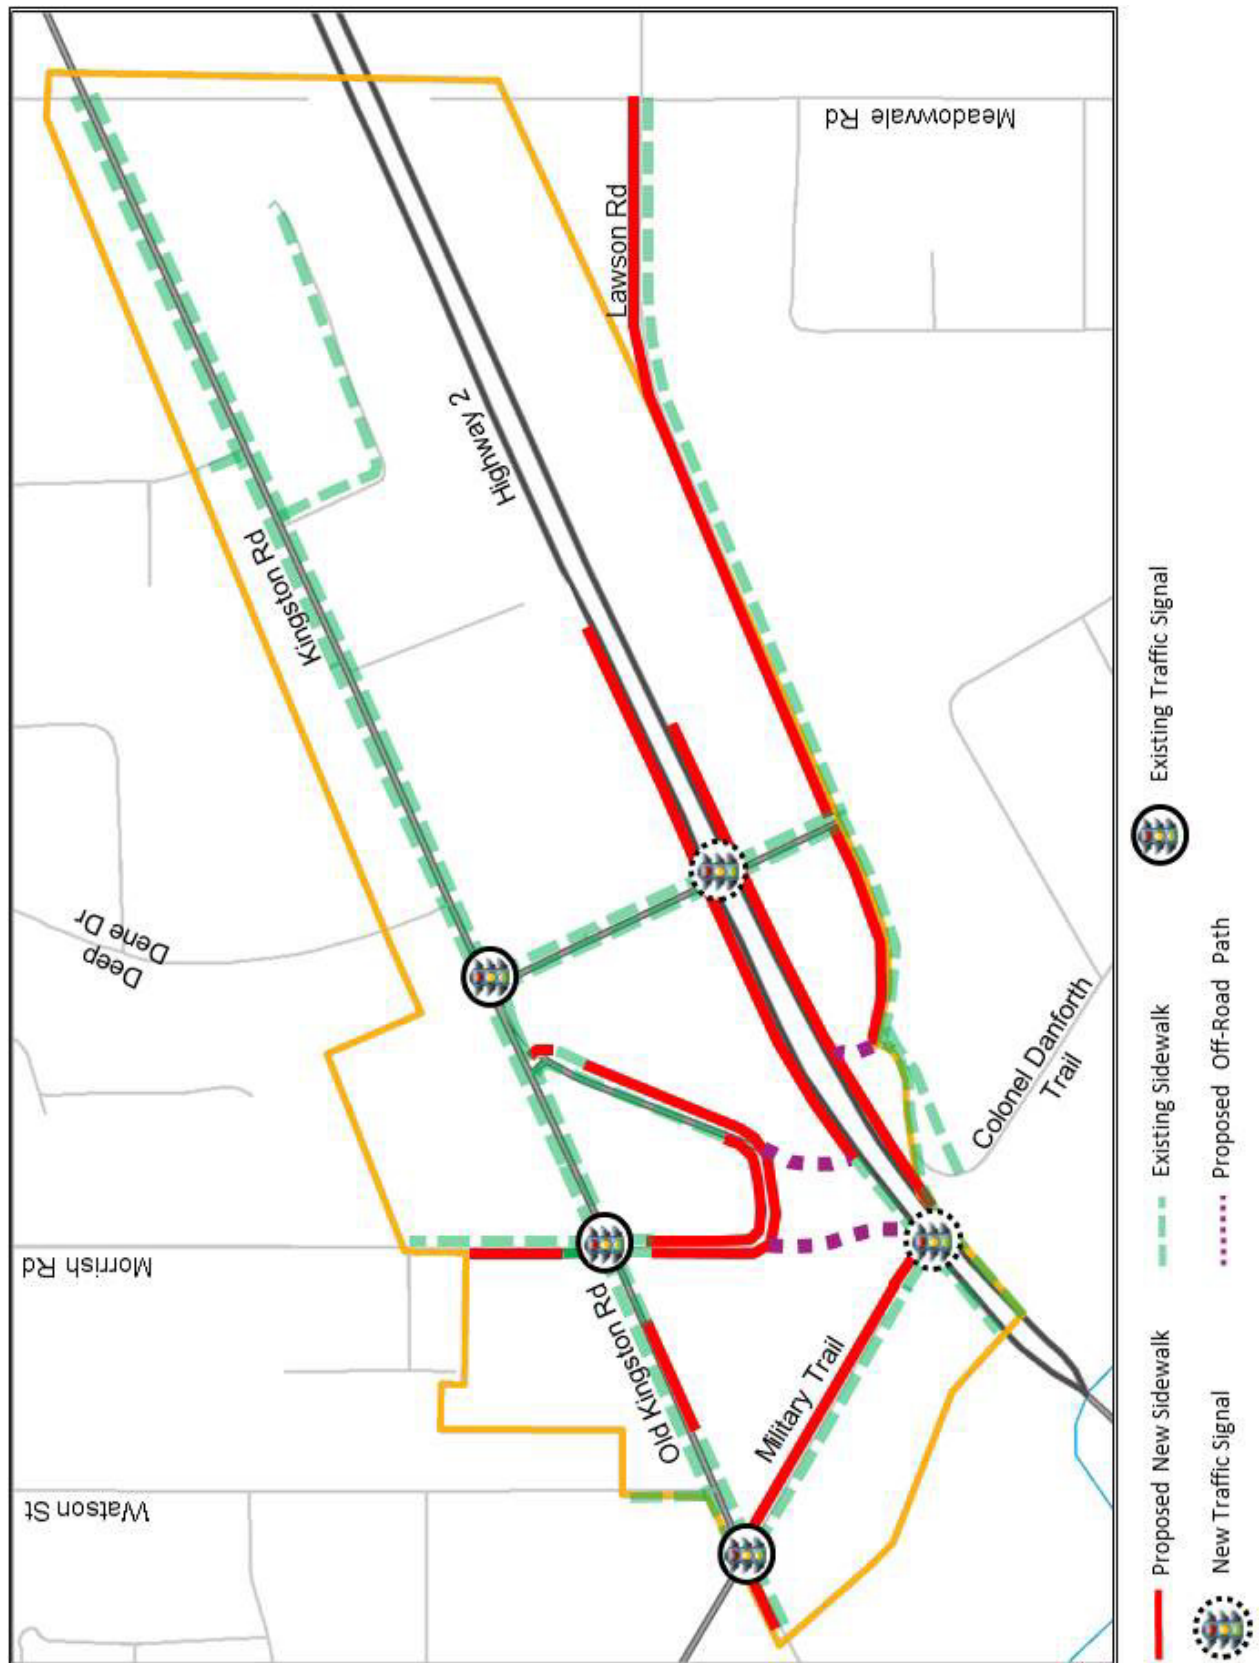 Meadowvale Rd
Lawson Rd
Highway 2
Kingston Rd
Deep
Dene Dr
Colonel Danforth
Trail
Morrish Rd
Old Kingston Rd
Military Trail
Watson St
Proposed New Sidewalk
Existing Sidewalk
Existing Traffic Signal
New Traffic Signal
Proposed Off-Road Path